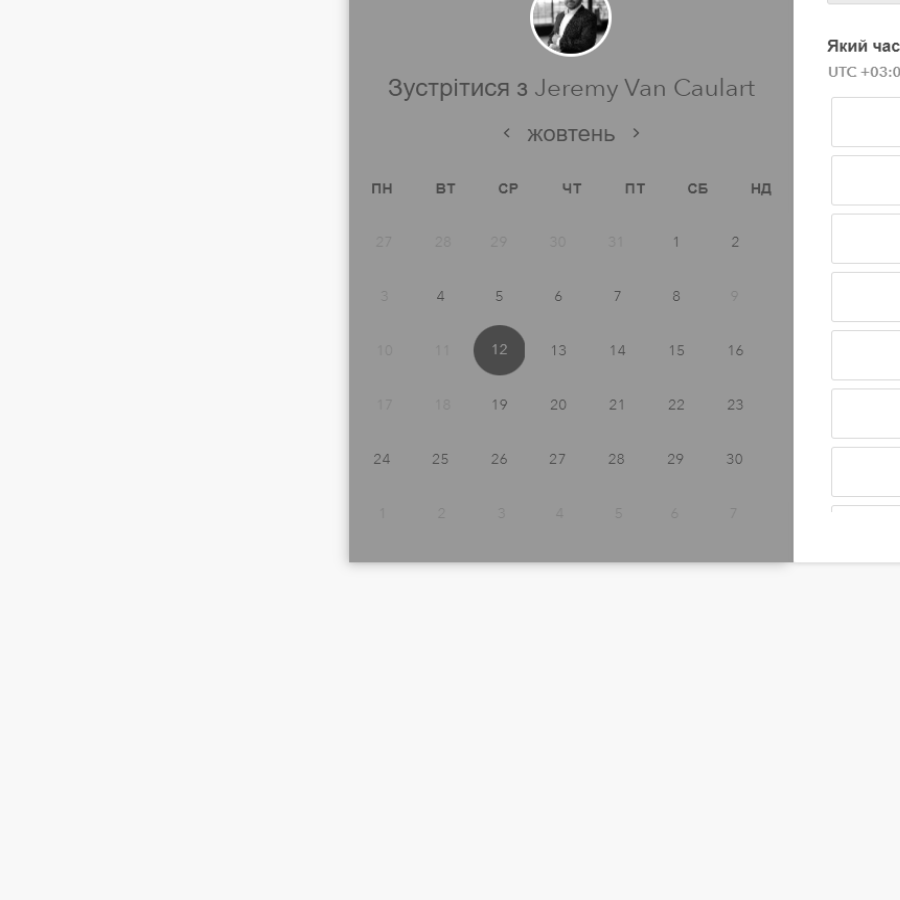 Зустрітися з Jeremy Van Caulart
Який час
UTC +03:0
жовтень
ПН ВТ СР ЧТ ПТ СБ НД
27 28 29 30 31 1 2
3 4 5 6 7 8 9
10 11 12 13 14 15 16
17 18 19 20 21 22 23
24 25 26 27 28 29 30
1 2 3 4 5 6 7